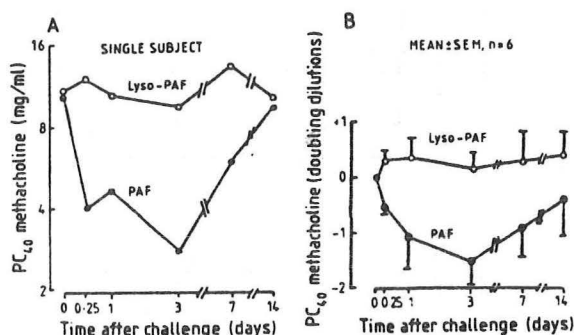 A
SINGLE SUBJECT
16
8
4
2
PC40 methacholine (mg/ml)
Lyso-PAF
PAF
0 0·25 1 3 7 14
Time after challenge (days)
B
MEAN±SEM, n=6
+1
0
-1
-2
PC40 methacholine (doubling dilutions)
Lyso-PAF
PAF
0 0.25 1 3 7 14
Time after challenge (days)